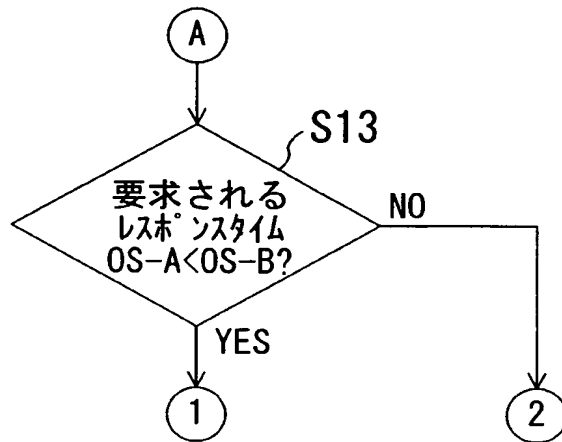 A
S13
要求される
レスポンスタイム
OS-A<OS-B?
NO
YES
1
2